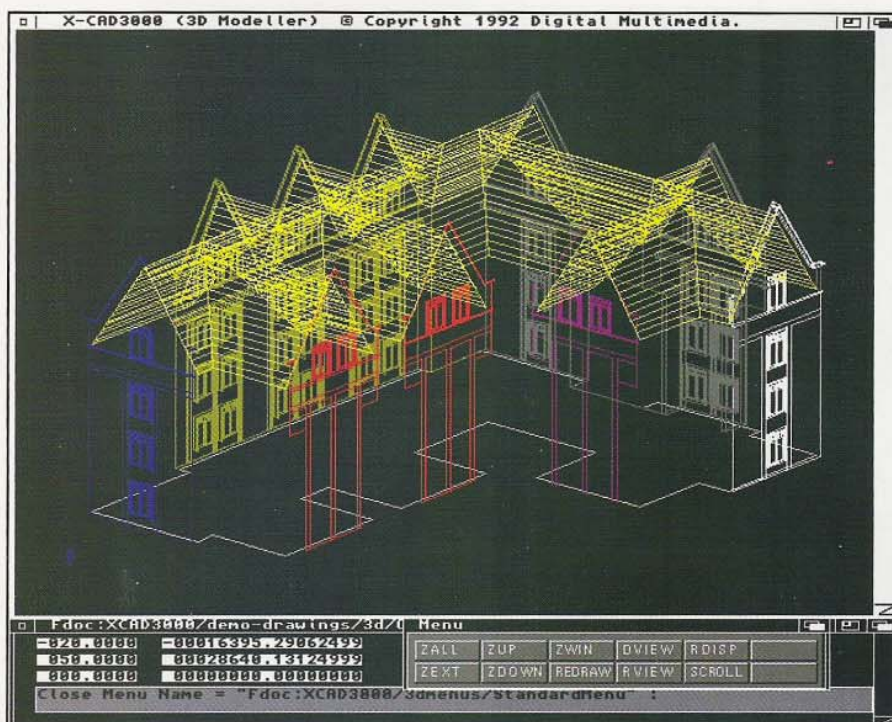 X-CAD3000 (3D Modeller) © Copyright 1992 Digital Multimedia.
Fdoc:XCAD3000/demo-drawings/3d/
Menu
-020.0000 -00016395.29062499
050.0000 00028640.13124999
000.0000 00000000.00000000
ZALL ZUP ZWIN DVIEW RDISP
ZEXT ZDOWN REDRAW RVIEW SCROLL
Close Menu Name = "Fdoc:XCAD3000/3dmenus/StandardMenu" :